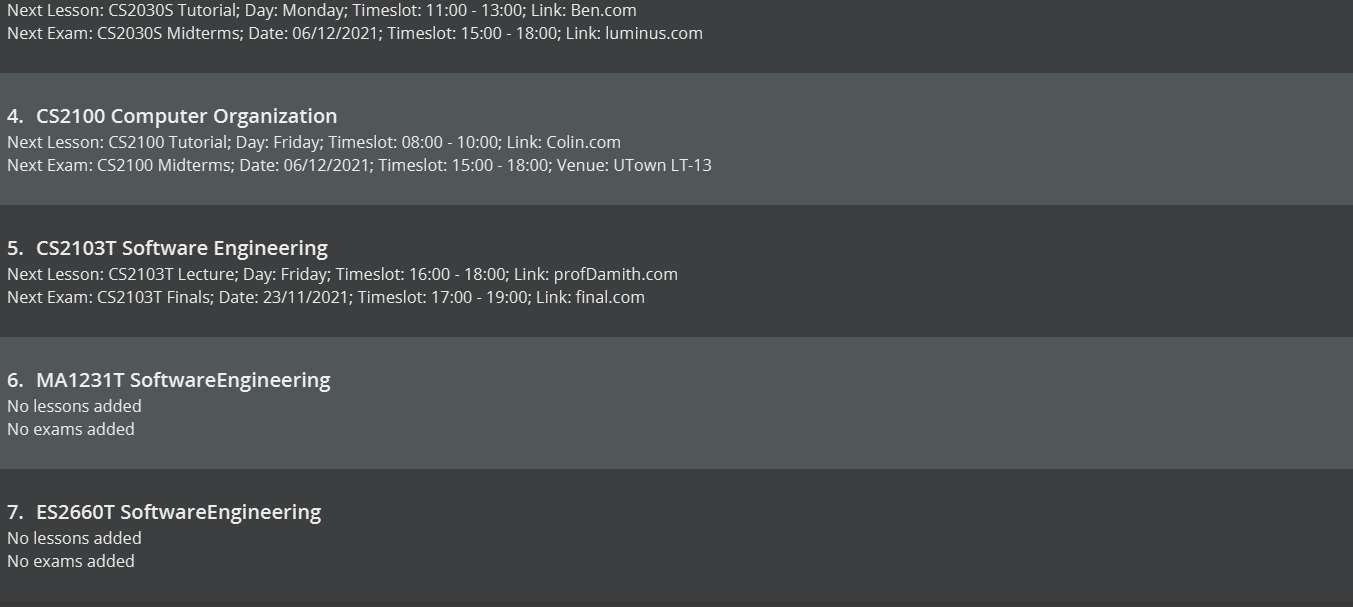 Next Lesson: CS2030S Tutorial; Day: Monday; Timeslot: 11:00 - 13:00; Link: Ben.com
Next Exam: CS2030S Midterms; Date: 06/12/2021; Timeslot: 15:00 - 18:00; Link: luminus.com
4. CS2100 Computer Organization
Next Lesson: CS2100 Tutorial; Day: Friday; Timeslot: 08:00 - 10:00; Link: Colin.com
Next Exam: CS2100 Midterms; Date: 06/12/2021; Timeslot: 15:00 - 18:00; Venue: UTown LT-13
5. CS2103T Software Engineering
Next Lesson: CS2103T Lecture; Day: Friday; Timeslot: 16:00 - 18:00; Link: profDamith.com
Next Exam: CS2103T Finals; Date: 23/11/2021; Timeslot: 17:00 - 19:00; Link: final.com
6. MA1231T SoftwareEngineering
No lessons added
No exams added
7. ES2660T SoftwareEngineering
No lessons added
No exams added